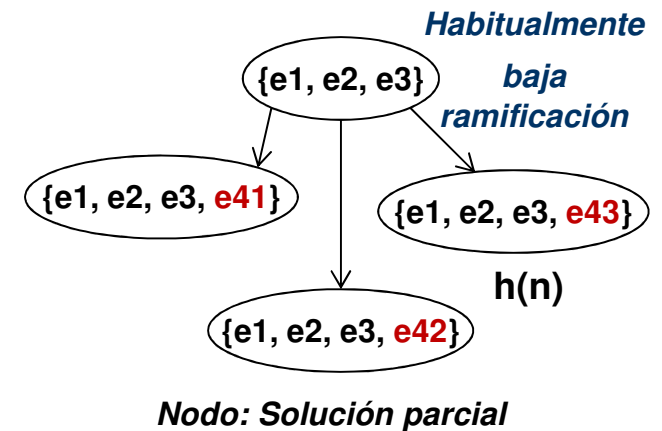 Habitualmente
baja
ramificación
{e1, e2, e3}
{e1, e2, e3, e41}
{e1, e2, e3, e43}
h(n)
{e1, e2, e3, e42}
Nodo: Solución parcial